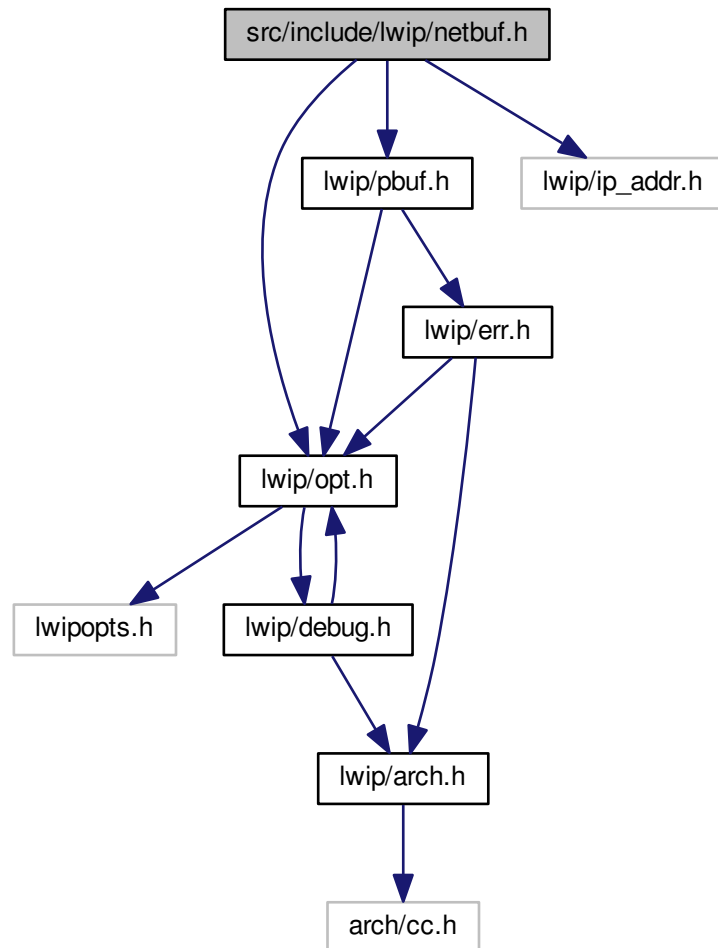 src/include/lwip/netbuf.h
lwip/pbuf.h
lwip/ip_addr.h
lwip/err.h
lwip/opt.h
lwipopts.h
lwip/debug.h
lwip/arch.h
arch/cc.h